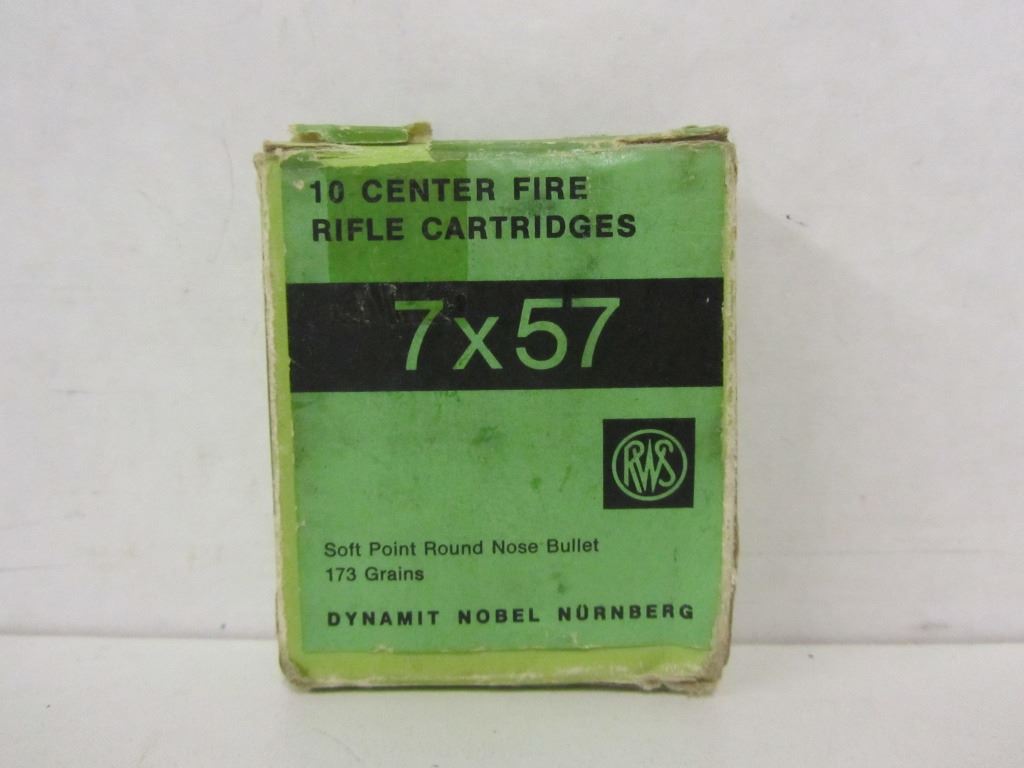 10 CENTER FIRE
RIFLE CARTRIDGES
7x57
RWS
Soft Point Round Nose Bullet
173 Grains
DYNAMIT NOBEL NÜRNBERG